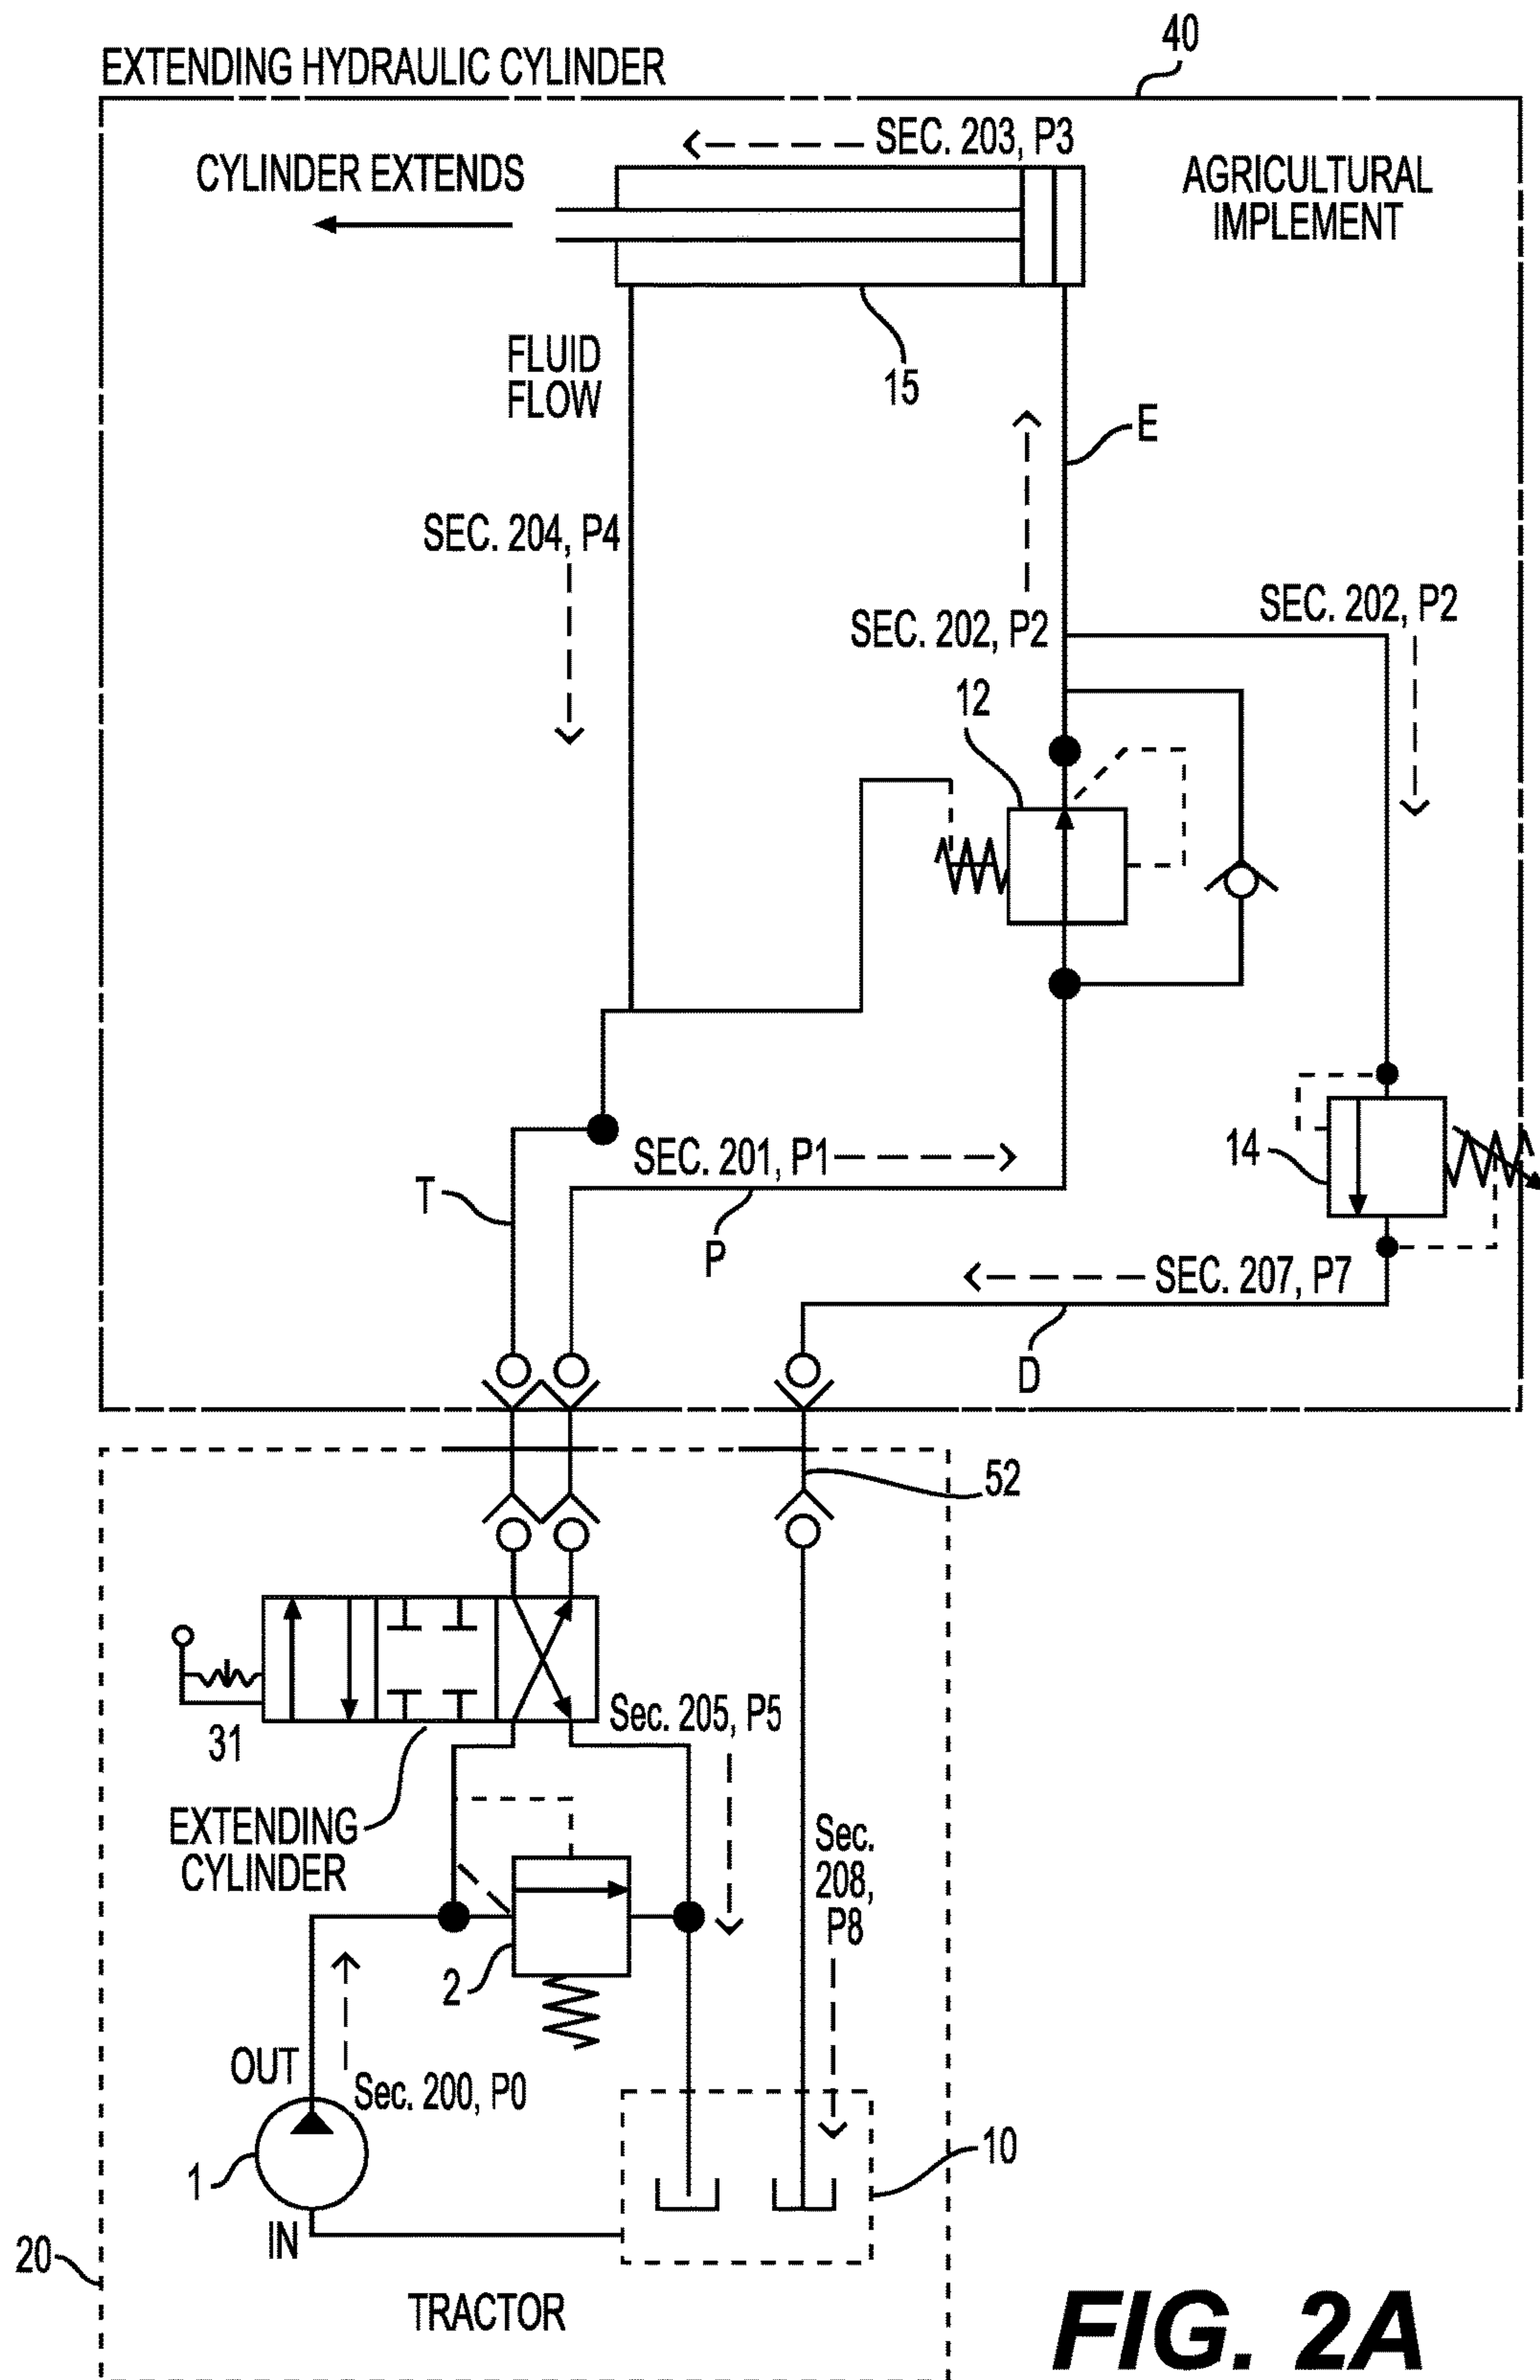 40
EXTENDING HYDRAULIC CYLINDER
SEC. 203, P3
CYLINDER EXTENDS
AGRICULTURAL
IMPLEMENT
FLUID
FLOW
15
E
SEC. 204, P4
SEC. 202, P2
SEC. 202, P2
12
14
SEC. 201, P1
T
P
SEC. 207, P7
D
52
31
Sec. 205, P5
EXTENDING
CYLINDER
Sec.
208,
P8
2
OUT
Sec. 200, P0
1
10
IN
20
TRACTOR
FIG. 2A